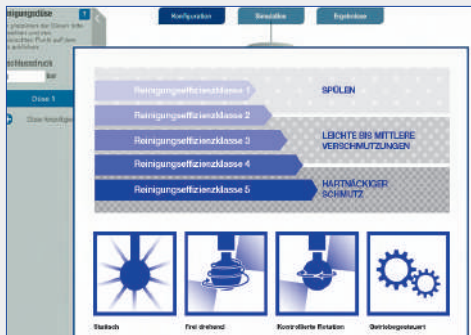 Konfiguration
Simulation
Ergebnisse
bar
Düse 1
Reinigungseffizienzklasse 1
SPÜLEN
Reinigungseffizienzklasse 2
Reinigungseffizienzklasse 3
LEICHTE BIS MITTLERE
VERSCHMUTZUNGEN
Reinigungseffizienzklasse 4
Reinigungseffizienzklasse 5
HARTNÄCKIGER
SCHMUTZ
Statisch
Frei drehend
Kontrollierte Rotation
Getriebegesteuert